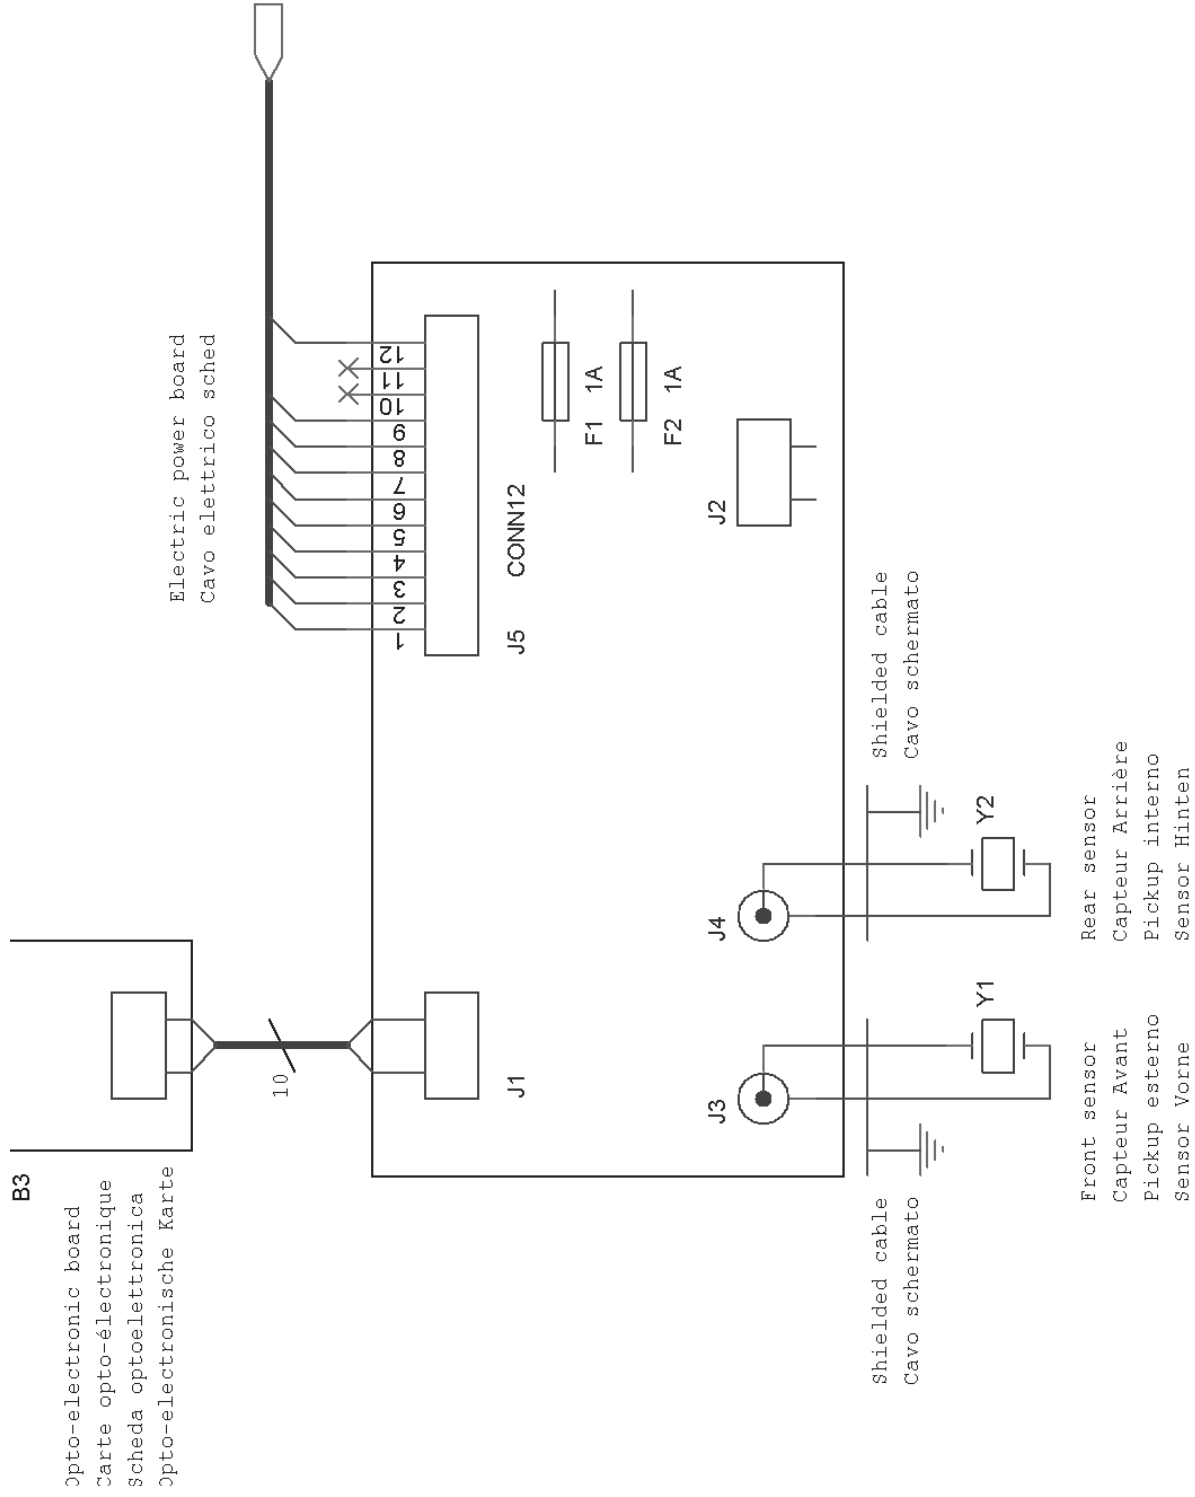 Electric power board
Cavo elettrico sched
12
11
10
9
8
7
6
5
4
3
2
1
J5
CONN12
F1 1A
F2 1A
J2
B3
Opto-electronic board
Carte opto-électronique
Scheda optoelettronica
Opto-electronische Karte
10
J1
J3
J4
Shielded cable
Cavo schermato
Shielded cable
Cavo schermato
Y1
Y2
Front sensor
Capteur Avant
Pickup esterno
Sensor Vorne
Rear sensor
Capteur Arrière
Pickup interno
Sensor Hinten